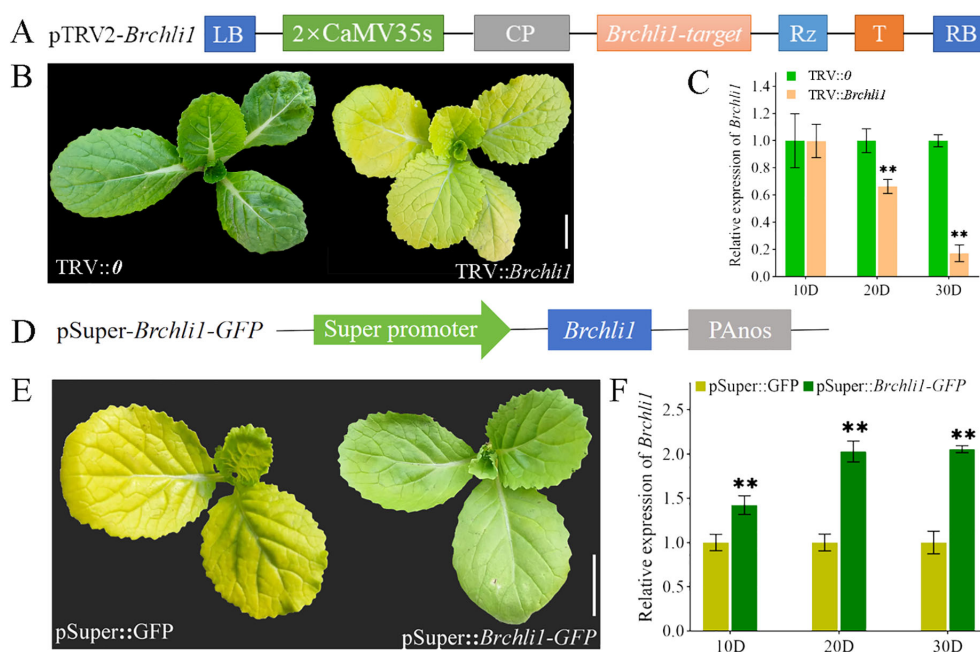 A pTRV2-Brchli1 LB 2×CaMV35s CP Brchli1-target Rz T RB
B
TRV::0
TRV::Brchli1
C
TRV::0
TRV::Brchli1
Relative expression of Brchli1
1.4
1.2
1.0
0.8
0.6
0.4
0.2
0.0
**
**
10D 20D 30D
D pSuper-Brchli1-GFP Super promoter Brchli1 PAnos
E
pSuper::GFP
pSuper::Brchli1-GFP
F
pSuper::GFP pSuper::Brchli1-GFP
Relative expression of Brchli1
2.5
2.0
1.5
1.0
0.5
0.0
**
**
**
10D 20D 30D